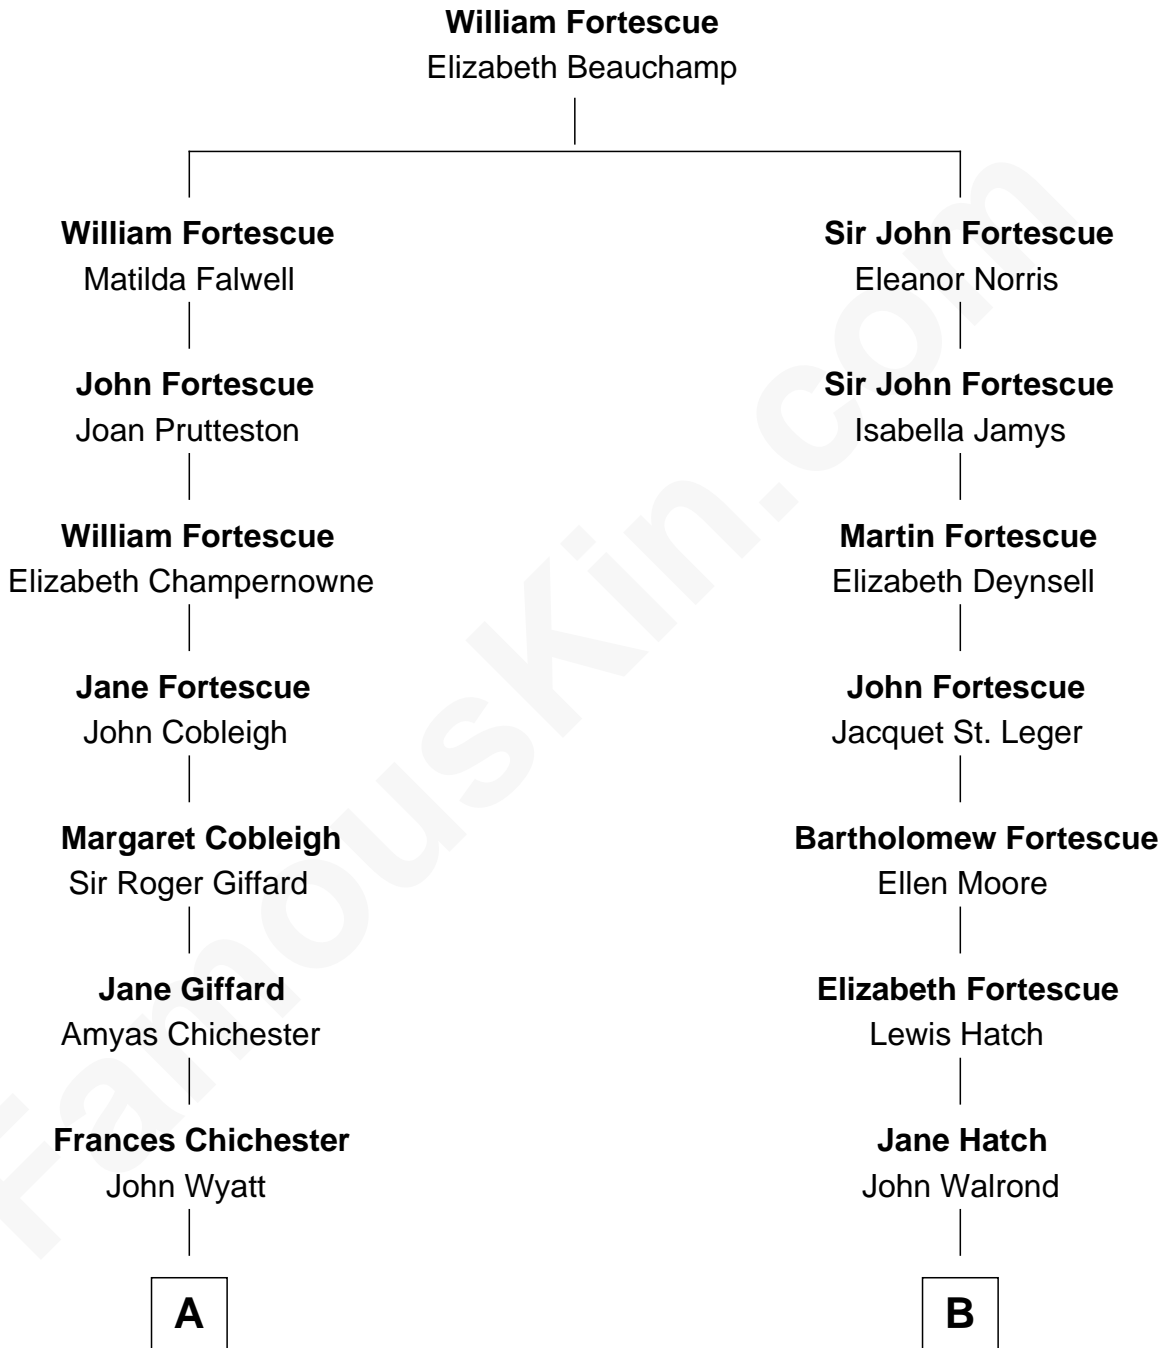 William Fortescue
Elizabeth Beauchamp
William Fortescue
Matilda Falwell
John Fortescue
Joan Prutteston
William Fortescue
Elizabeth Champernowne
Jane Fortescue
John Cobleigh
Margaret Cobleigh
Sir Roger Giffard
Jane Giffard
Amyas Chichester
Frances Chichester
John Wyatt
A
Sir John Fortescue
Eleanor Norris
Sir John Fortescue
Isabella Jamys
Martin Fortescue
Elizabeth Deynsell
John Fortescue
Jacquet St. Leger
Bartholomew Fortescue
Ellen Moore
Elizabeth Fortescue
Lewis Hatch
Jane Hatch
John Walrond
B
FamousKin.com